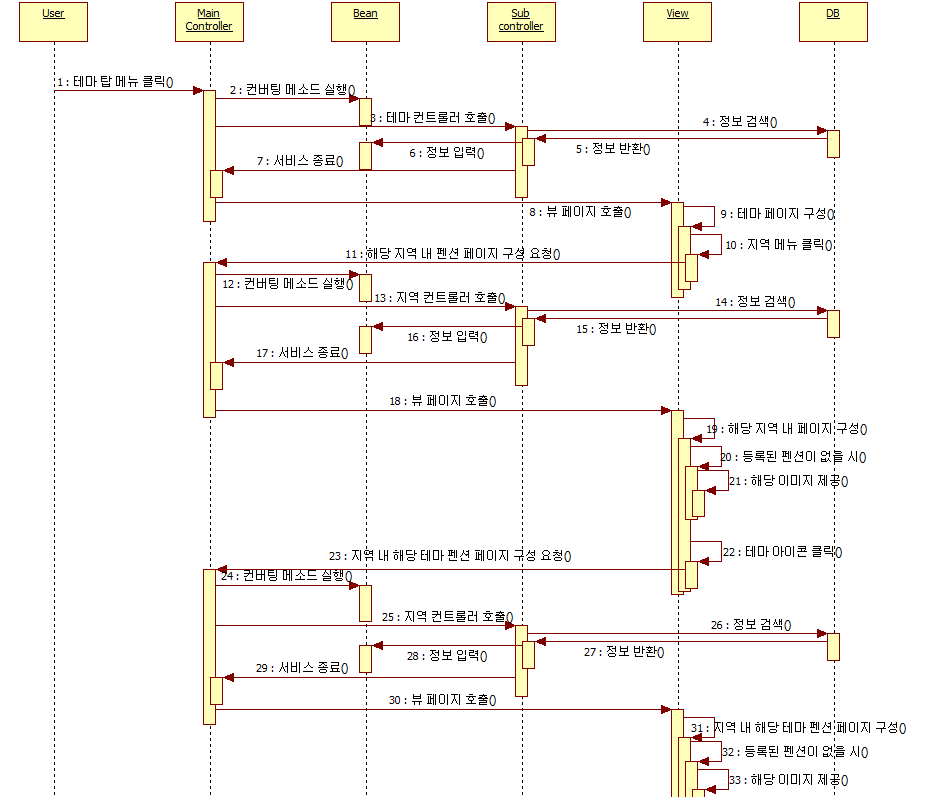 User
Main
Controller
Bean
Sub
controller
View
DB
1 : 테마 탑 메뉴 클릭()
2 : 컨버팅 메소드 실행()
3 : 테마 컨트롤러 호출()
4 : 정보 검색()
5 : 정보 반환()
6 : 정보 입력()
7 : 서비스 종료()
8 : 뷰 페이지 호출()
9 : 테마 페이지 구성()
10 : 지역 메뉴 클릭()
11 : 해당 지역 내 펜션 페이지 구성 요청()
12 : 컨버팅 메소드 실행()
13 : 지역 컨트롤러 호출()
14 : 정보 검색()
15 : 정보 반환()
16 : 정보 입력()
17 : 서비스 종료()
18 : 뷰 페이지 호출()
19 : 해당 지역 내 페이지 구성()
20 : 등록된 펜션이 없을 시()
21 : 해당 이미지 제공()
22 : 테마 아이콘 클릭()
23 : 지역 내 해당 테마 펜션 페이지 구성 요청()
24 : 컨버팅 메소드 실행()
25 : 지역 컨트롤러 호출()
26 : 정보 검색()
27 : 정보 반환()
28 : 정보 입력()
29 : 서비스 종료()
30 : 뷰 페이지 호출()
31 : 지역 내 해당 테마 펜션 페이지 구성()
32 : 등록된 펜션이 없을 시()
33 : 해당 이미지 제공()